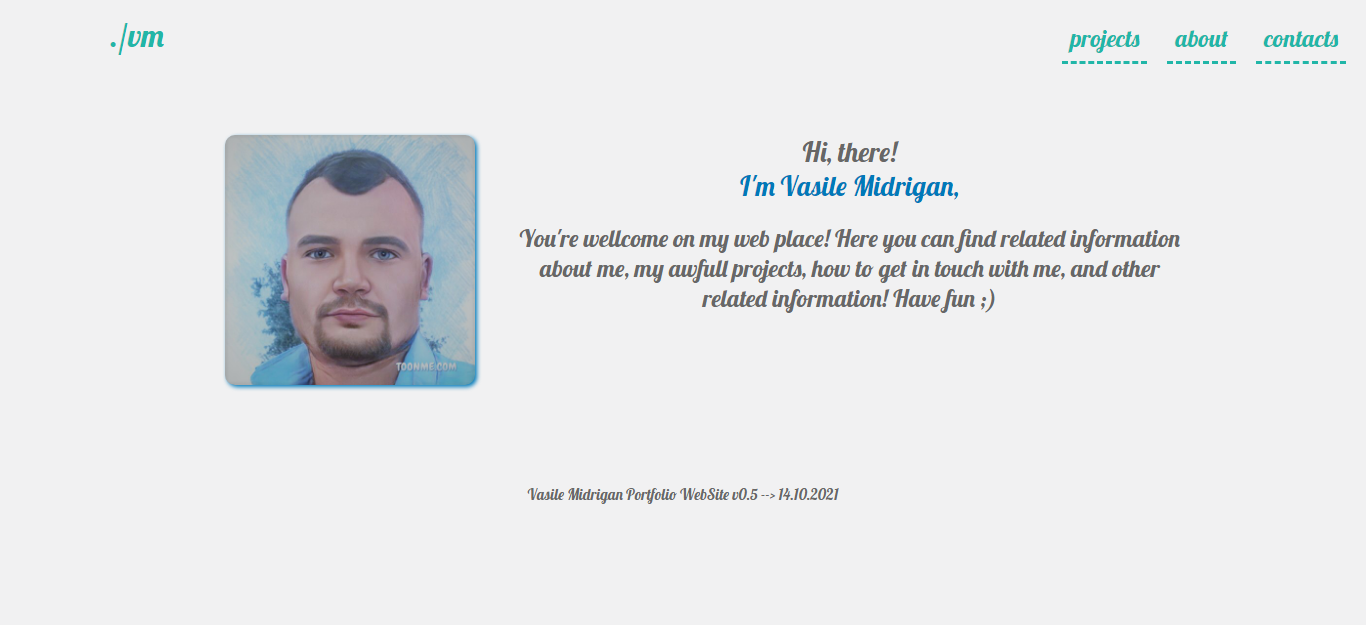 ./vm
projects about contacts
Hi, there!
I'm Vasile Midrigan,
You're wellcome on my web place! Here you can find related information
about me, my awfull projects, how to get in touch with me, and other
related information! Have fun ;)
TOONME.COM
Vasile Midrigan Portfolio WebSite v0.5 --> 14.10.2021